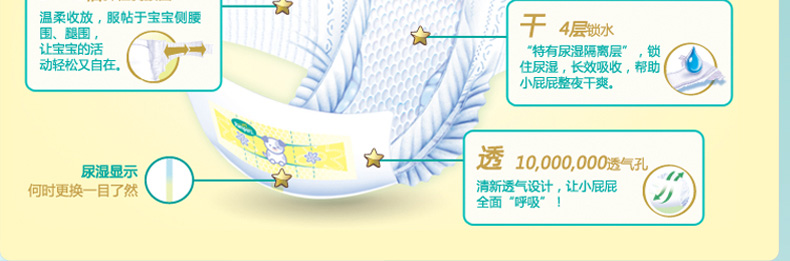 温柔收放，服帖于宝宝侧腰
围、腿围，
让宝宝的活
动轻松又自在。
干 4层锁水
“特有尿湿隔离层”，锁
住尿湿，长效吸收，帮助
小屁屁整夜干爽。
尿湿显示
何时更换一目了然
透 10,000,000透气孔
清新透气设计，让小屁屁
全面“呼吸”！